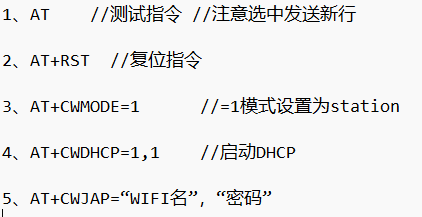 1、AT    //测试指令 //注意选中发送新行
2、AT+RST  //复位指令
3、AT+CWMODE=1      //=1模式设置为station
4、AT+CWDHCP=1,1    //启动DHCP
5、AT+CWJAP=“WIFI名”, “密码”